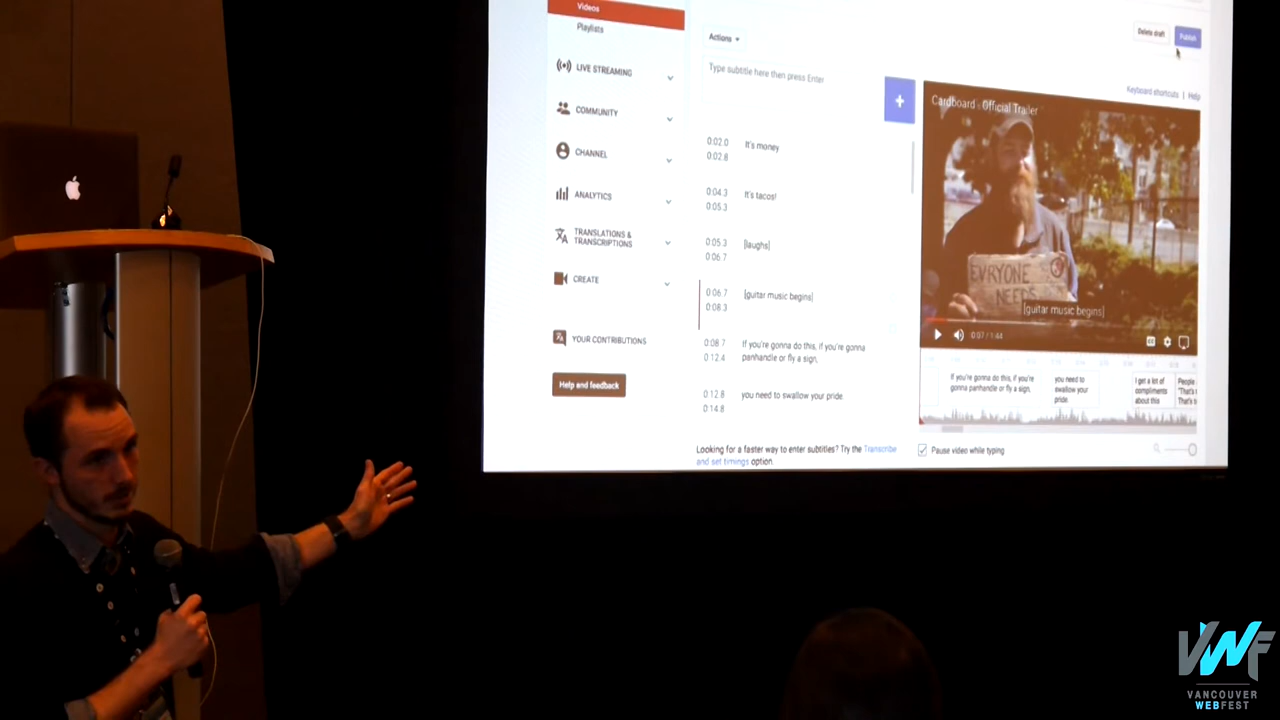 Videos
Playlists
LIVE STREAMING
COMMUNITY
CHANNEL
ANALYTICS
TRANSLATIONS &
TRANSCRIPTIONS
CREATE
YOUR CONTRIBUTIONS
Help and feedback
Actions
Delete draft
Publish
Type subtitle here then press Enter
+
Keyboard shortcuts | Help
0:02.0 It's money
0:02.8
0:04.3 It's tacos!
0:05.3
0:05.3 [laughs]
0:06.7
0:06.7 [guitar music begins]
0:08.3
0:08.7 If you're gonna do this, if you're gonna
0:12.4 panhandle or fly a sign,
0:12.8 you need to swallow your pride
0:14.8
Looking for a faster way to enter subtitles? Try the Transcribe
and set timings option.
Cardboard - Official Trailer
EVRYONE
NEEDS
[guitar music begins]
If you're gonna do this, if you're
gonna panhandle or fly a sign,
you need to
swallow your
pride
I get a lot of
compliments
about this
People
"That's
Pause video while typing
VWF
VANCOUVER
WEBFEST